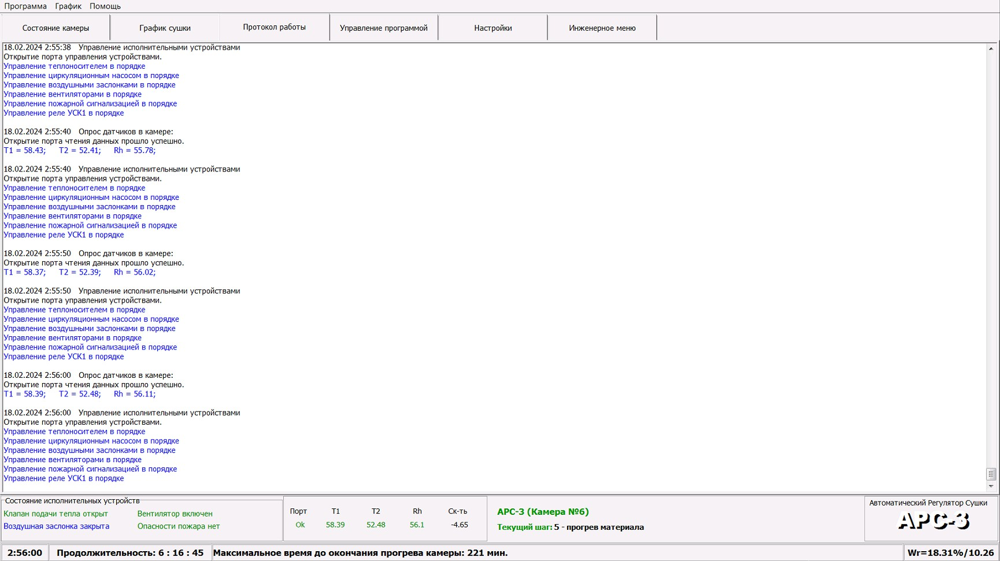 Программа График Помощь
Состояние камеры График сушки Протокол работы Управление программой Настройки Инженерное меню
18.02.2024 2:55:38 Управление исполнительными устройствами
Открытие порта управления устройствами.
Управление теплоносителем в порядке
Управление циркуляционным насосом в порядке
Управление воздушными заслонками в порядке
Управление вентиляторами в порядке
Управление пожарной сигнализацией в порядке
Управление реле УСК1 в порядке
18.02.2024 2:55:40 Опрос датчиков в камере:
Открытие порта чтения данных прошло успешно.
T1 = 58.43; T2 = 52.41; Rh = 55.78;
18.02.2024 2:55:40 Управление исполнительными устройствами
Открытие порта управления устройствами.
Управление теплоносителем в порядке
Управление циркуляционным насосом в порядке
Управление воздушными заслонками в порядке
Управление вентиляторами в порядке
Управление пожарной сигнализацией в порядке
Управление реле УСК1 в порядке
18.02.2024 2:55:50 Опрос датчиков в камере:
Открытие порта чтения данных прошло успешно.
T1 = 58.37; T2 = 52.39; Rh = 56.02;
18.02.2024 2:55:50 Управление исполнительными устройствами
Открытие порта управления устройствами.
Управление теплоносителем в порядке
Управление циркуляционным насосом в порядке
Управление воздушными заслонками в порядке
Управление вентиляторами в порядке
Управление пожарной сигнализацией в порядке
Управление реле УСК1 в порядке
18.02.2024 2:56:00 Опрос датчиков в камере:
Открытие порта чтения данных прошло успешно.
T1 = 58.39; T2 = 52.48; Rh = 56.11;
18.02.2024 2:56:00 Управление исполнительными устройствами
Открытие порта управления устройствами.
Управление теплоносителем в порядке
Управление циркуляционным насосом в порядке
Управление воздушными заслонками в порядке
Управление вентиляторами в порядке
Управление пожарной сигнализацией в порядке
Управление реле УСК1 в порядке
Состояние исполнительных устройств
Клапан подачи тепла открыт Вентилятор включен
Воздушная заслонка закрыта Опасности пожара нет
Порт T1 T2 Rh Ск-ть
Ok 58.39 52.48 56.1 -4.65
АРС-3 (Камера №6)
Текущий шаг: 5 - прогрев материала
Автоматический Регулятор Сушки
АРС-3
2:56:00 Продолжительность: 6 : 16 : 45 Максимальное время до окончания прогрева камеры: 221 мин. Wr=18.31%/10.26